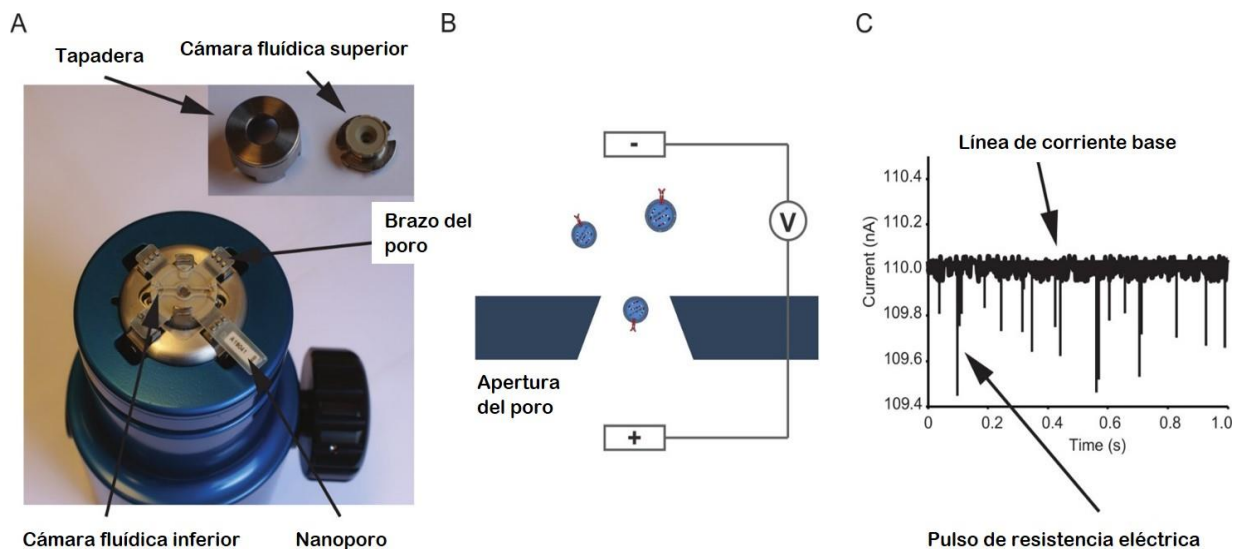 A
Tapadera
Cámara fluídica superior
Brazo del
poro
Cámara fluídica inferior
Nanoporo
B
-
V
Apertura
del poro
+
C
Línea de corriente base
110.4
110.2
110.0
109.8
109.6
109.4
Current (nA)
0
0.2
0.4
0.6
0.8
1.0
Time (s)
Pulso de resistencia eléctrica